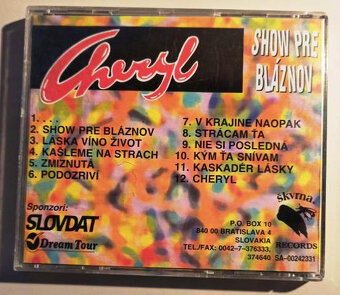 Cheryl
SHOW PRE
BLÁZNOV
1. . . .
2. SHOW PRE BLÁZNOV
3. LÁSKA VÍNO ŽIVOT
4. KAŠLEME NA STRACH
5. ZMIZNUTÁ
6. PODOZRIVÍ
7. V KRAJINE NAOPAK
8. STRÁCAM ŤA
9. NIE SI POSLEDNÁ
10. KÝM ŤA SNÍVAM
11. KASKADÉR LÁSKY
12. CHERYL
Sponzori:
SLOVDAT
Dream Tour
P.O. BOX 10
840 00 BRATISLAVA 4
SLOVAKIA
TEL/FAX: 0042-7-376333,
374640
škvrna
RECORDS
SA-00242331